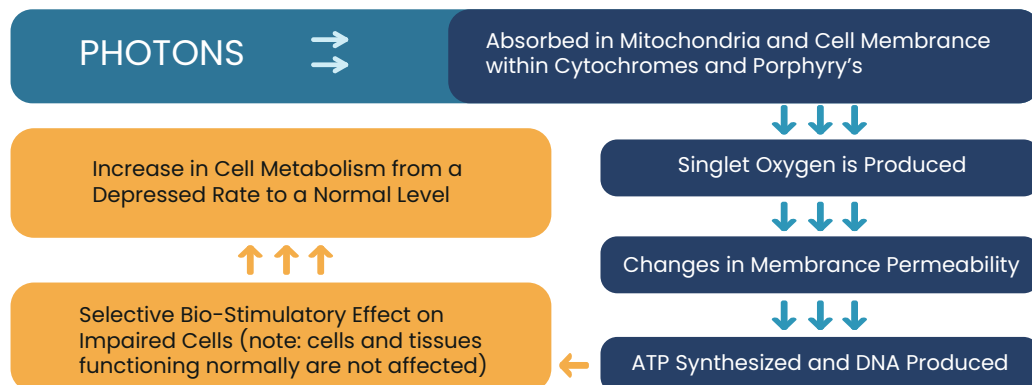 PHOTONS
Absorbed in Mitochondria and Cell Membrance
within Cytochromes and Porphyry's
Singlet Oxygen is Produced
Changes in Membrance Permeability
ATP Synthesized and DNA Produced
Selective Bio-Stimulatory Effect on
Impaired Cells (note: cells and tissues
functioning normally are not affected)
Increase in Cell Metabolism from a
Depressed Rate to a Normal Level